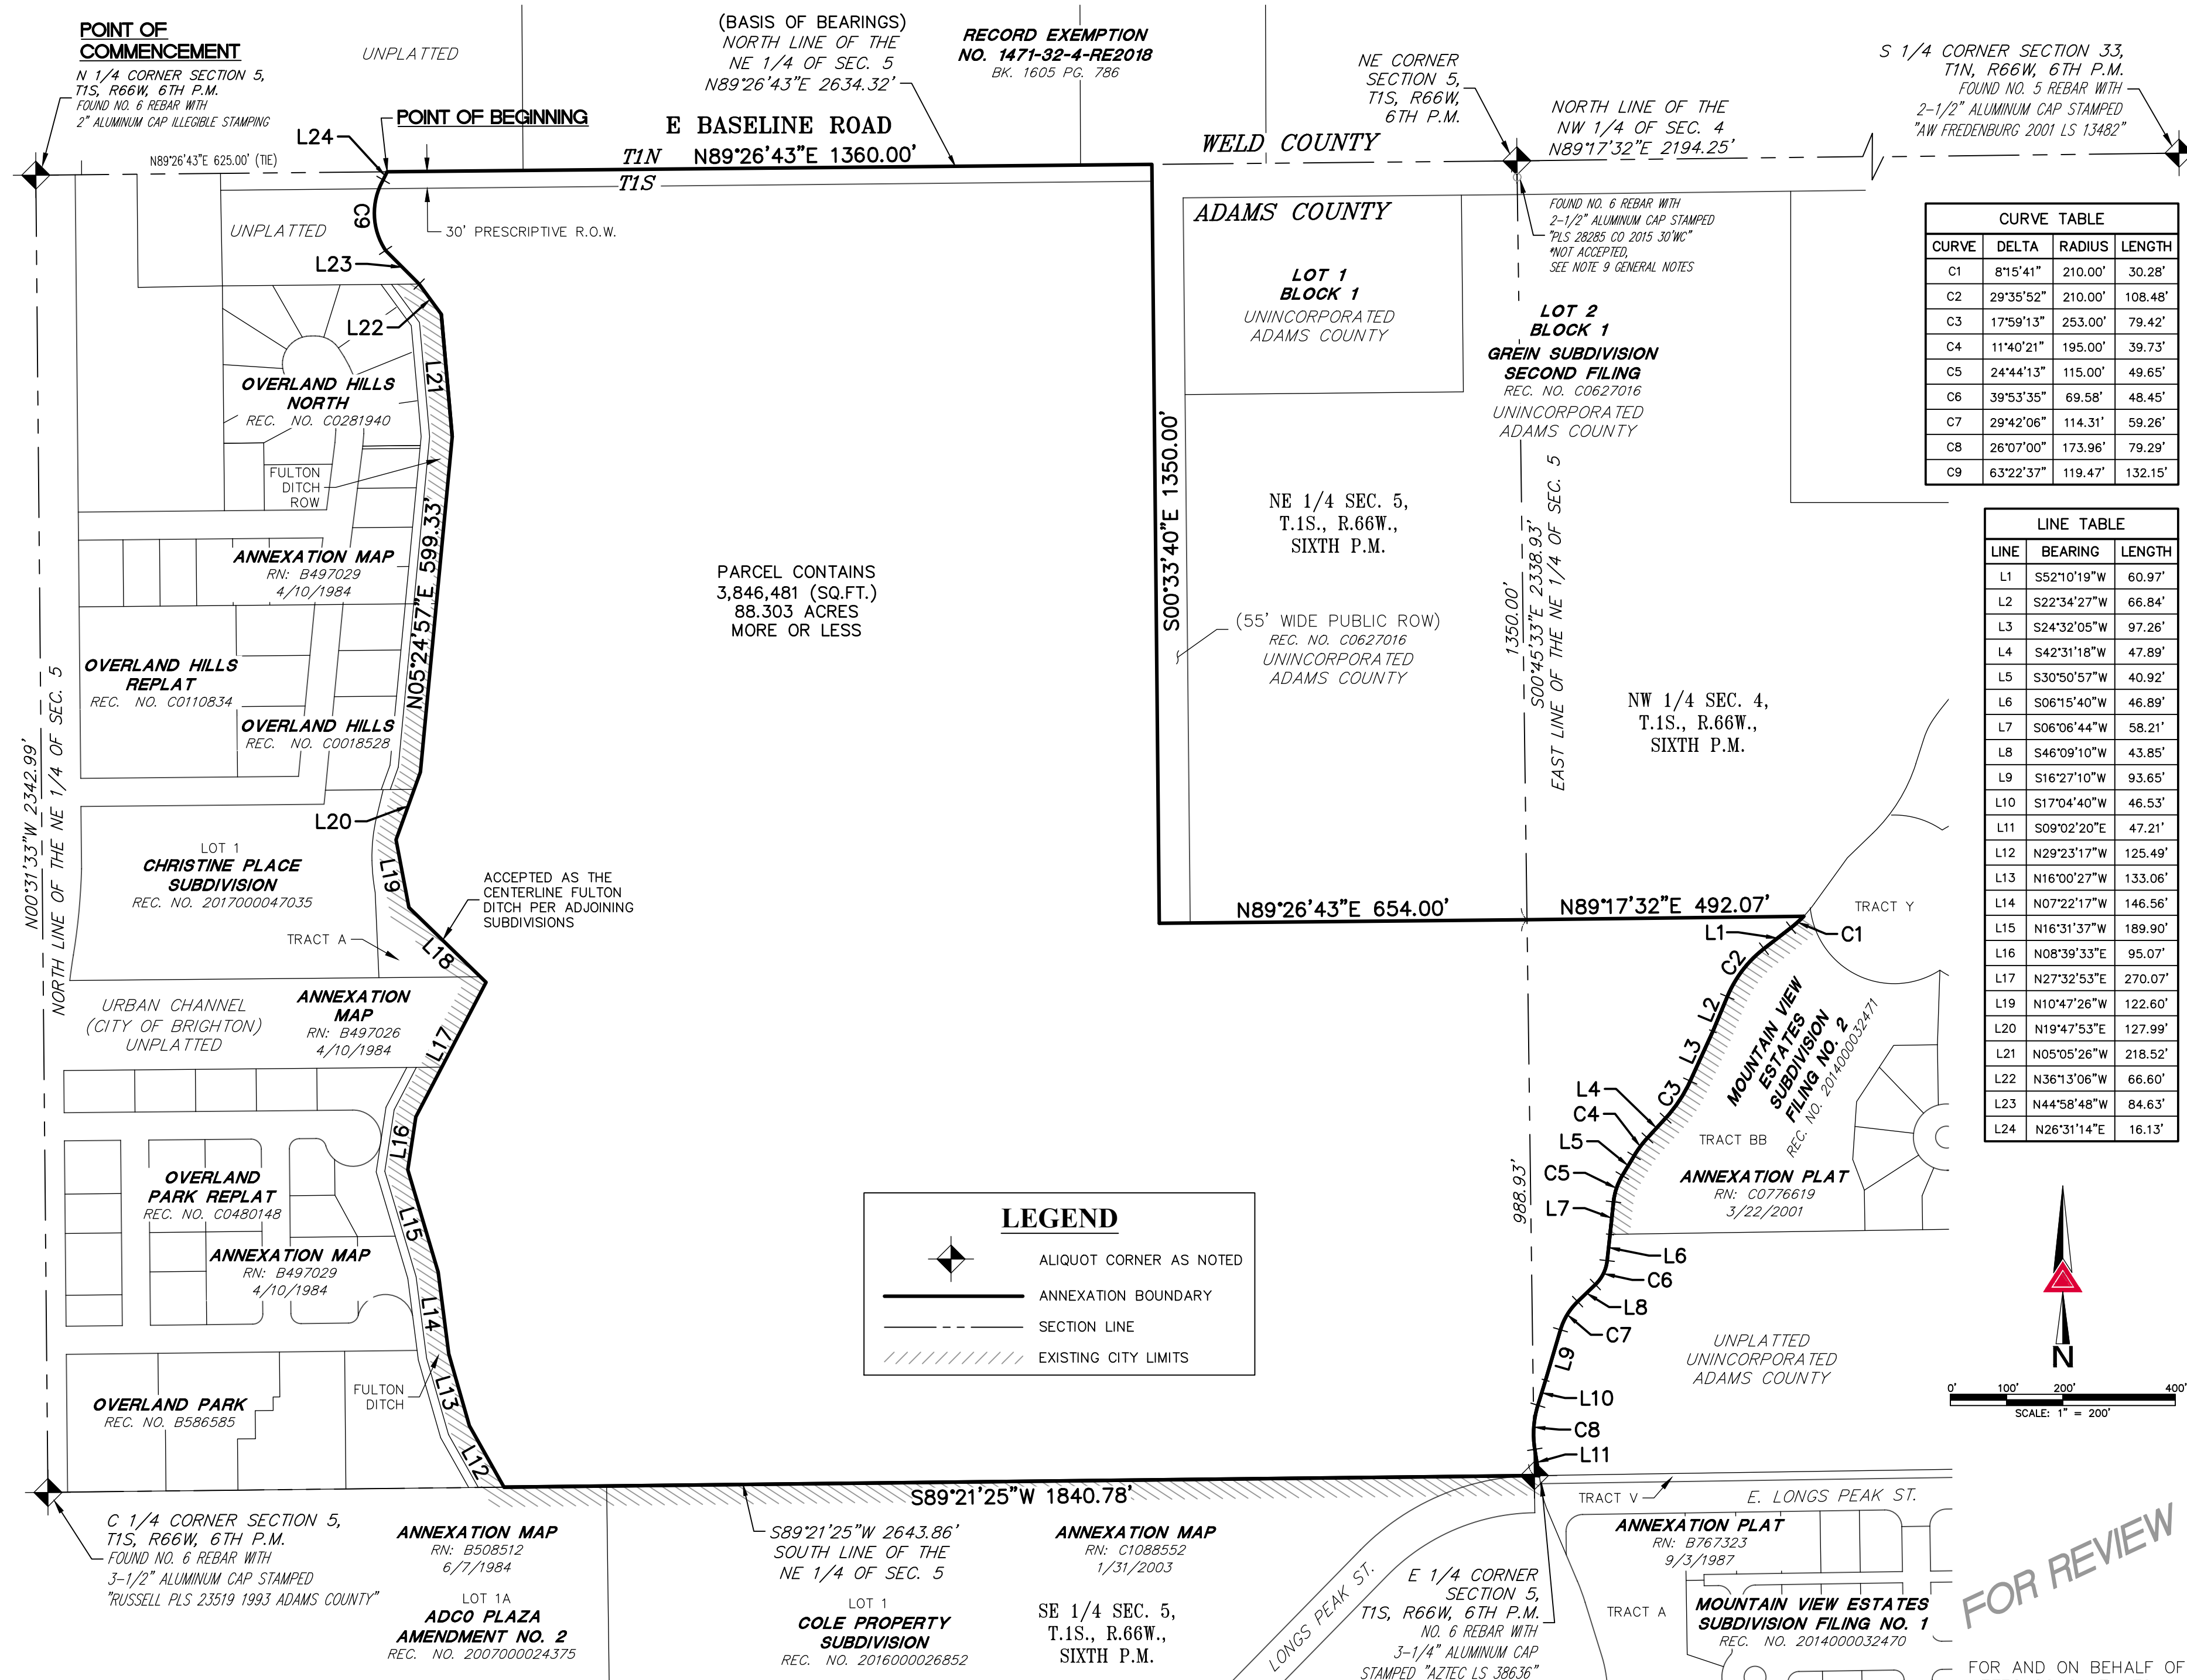 POINT OF
COMMENCEMENT
N 1/4 CORNER SECTION 5,
T1S, R66W, 6TH P.M.
FOUND NO. 6 REBAR WITH
2" ALUMINUM CAP ILLEGIBLE STAMPING
UNPLATTED
(BASIS OF BEARINGS)
NORTH LINE OF THE
NE 1/4 OF SEC. 5
N89°26'43"E 2634.32'
RECORD EXEMPTION
NO. 1471-32-4-RE2018
BK. 1605 PG. 786
NE CORNER
SECTION 5,
T1S, R66W,
6TH P.M.
NORTH LINE OF THE
NW 1/4 OF SEC. 4
N89°17'32"E 2194.25'
S 1/4 CORNER SECTION 33,
T1N, R66W, 6TH P.M.
FOUND NO. 5 REBAR WITH
2-1/2" ALUMINUM CAP STAMPED
"AW FREDENBURG 2001 LS 13482"
L24
POINT OF BEGINNING
E BASELINE ROAD
N89°26'43"E 625.00' (TIE)
T1N
N89°26'43"E 1360.00'
T1S
WELD COUNTY
ADAMS COUNTY
C9
UNPLATTED
30' PRESCRIPTIVE R.O.W.
L23
L22
L21
FOUND NO. 6 REBAR WITH
2-1/2" ALUMINUM CAP STAMPED
"PLS 28285 CO 2015 30'WC"
*NOT ACCEPTED,
SEE NOTE 9 GENERAL NOTES
LOT 1
BLOCK 1
UNINCORPORATED
ADAMS COUNTY
LOT 2
BLOCK 1
GREIN SUBDIVISION
SECOND FILING
REC. NO. C0627016
UNINCORPORATED
ADAMS COUNTY
CURVE TABLE
CURVE DELTA RADIUS LENGTH
C1 8°15'41" 210.00' 30.28'
C2 29°35'52" 210.00' 108.48'
C3 17°59'13" 253.00' 79.42'
C4 11°40'21" 195.00' 39.73'
C5 24°44'13" 115.00' 49.65'
C6 39°53'35" 69.58' 48.45'
C7 29°42'06" 114.31' 59.26'
C8 26°07'00" 173.96' 79.29'
C9 63°22'37" 119.47' 132.15'
LINE TABLE
LINE BEARING LENGTH
L1 S52°10'19"W 60.97'
L2 S22°34'27"W 66.84'
L3 S24°32'05"W 97.26'
L4 S42°31'18"W 47.89'
L5 S30°50'57"W 40.92'
L6 S06°15'40"W 46.89'
L7 S06°06'44"W 58.21'
L8 S46°09'10"W 43.85'
L9 S16°27'10"W 93.65'
L10 S17°04'40"W 46.53'
L11 S09°02'20"E 47.21'
L12 N29°23'17"W 125.49'
L13 N16°00'27"W 133.06'
L14 N07°22'17"W 146.56'
L15 N16°31'37"W 189.90'
L16 N08°39'33"E 95.07'
L17 N27°32'53"E 270.07'
L19 N10°47'26"W 122.60'
L20 N19°47'53"E 127.99'
L21 N05°05'26"W 218.52'
L22 N36°13'06"W 66.60'
L23 N44°58'48"W 84.63'
L24 N26°31'14"E 16.13'
OVERLAND HILLS
NORTH
REC. NO. C0281940
FULTON
DITCH
ROW
ANNEXATION MAP
RN: B497029
4/10/1984
N05°24'57"E 599.33'
OVERLAND HILLS
REPLAT
REC. NO. C0110834
OVERLAND HILLS
REC. NO. C0018528
PARCEL CONTAINS
3,846,481 (SQ.FT.)
88.303 ACRES
MORE OR LESS
S00°33'40"E 1350.00'
NE 1/4 SEC. 5,
T.1S., R.66W.,
SIXTH P.M.
(55' WIDE PUBLIC ROW)
REC. NO. C0627016
UNINCORPORATED
ADAMS COUNTY
1350.00'
S00°45'33"E 2338.93'
EAST LINE OF THE NE 1/4 OF SEC. 5
NW 1/4 SEC. 4,
T.1S., R.66W.,
SIXTH P.M.
N00°31'33"W 2342.99'
NORTH LINE OF THE NE 1/4 OF SEC. 5
L20
LOT 1
CHRISTINE PLACE
SUBDIVISION
REC. NO. 2017000047035
L19
ACCEPTED AS THE
CENTERLINE FULTON
DITCH PER ADJOINING
SUBDIVISIONS
TRACT A
L18
N89°26'43"E 654.00'
N89°17'32"E 492.07'
TRACT Y
L1
C1
C2
L2
L3
C3
L4
C4
L5
C5
L7
L6
C6
L8
C7
L9
L10
C8
L11
MOUNTAIN VIEW
ESTATES
SUBDIVISION
FILING NO. 2
REC. NO. 2014000032471
TRACT BB
ANNEXATION PLAT
RN: C0776619
3/22/2001
URBAN CHANNEL
(CITY OF BRIGHTON)
UNPLATTED
ANNEXATION
MAP
RN: B497026
4/10/1984
L17
L16
OVERLAND
PARK REPLAT
REC. NO. C0480148
L15
ANNEXATION MAP
RN: B497029
4/10/1984
L14
FULTON
DITCH
L13
OVERLAND PARK
REC. NO. B586585
L12
LEGEND
ALIQUOT CORNER AS NOTED
ANNEXATION BOUNDARY
SECTION LINE
EXISTING CITY LIMITS
988.93'
UNPLATTED
UNINCORPORATED
ADAMS COUNTY
N
0' 100' 200' 400'
SCALE: 1" = 200'
S89°21'25"W 1840.78'
C 1/4 CORNER SECTION 5,
T1S, R66W, 6TH P.M.
FOUND NO. 6 REBAR WITH
3-1/2" ALUMINUM CAP STAMPED
"RUSSELL PLS 23519 1993 ADAMS COUNTY"
ANNEXATION MAP
RN: B508512
6/7/1984
LOT 1A
ADCO PLAZA
AMENDMENT NO. 2
REC. NO. 2007000024375
S89°21'25"W 2643.86'
SOUTH LINE OF THE
NE 1/4 OF SEC. 5
LOT 1
COLE PROPERTY
SUBDIVISION
REC. NO. 2016000026852
ANNEXATION MAP
RN: C1088552
1/31/2003
SE 1/4 SEC. 5,
T.1S., R.66W.,
SIXTH P.M.
LONGS PEAK ST.
E 1/4 CORNER
SECTION 5,
T1S, R66W, 6TH P.M.
NO. 6 REBAR WITH
3-1/4" ALUMINUM CAP
STAMPED "AZTEC LS 38636"
TRACT V
E. LONGS PEAK ST.
ANNEXATION PLAT
RN: B767323
9/3/1987
TRACT A
MOUNTAIN VIEW ESTATES
SUBDIVISION FILING NO. 1
REC. NO. 2014000032470
FOR REVIEW
FOR AND ON BEHALF OF